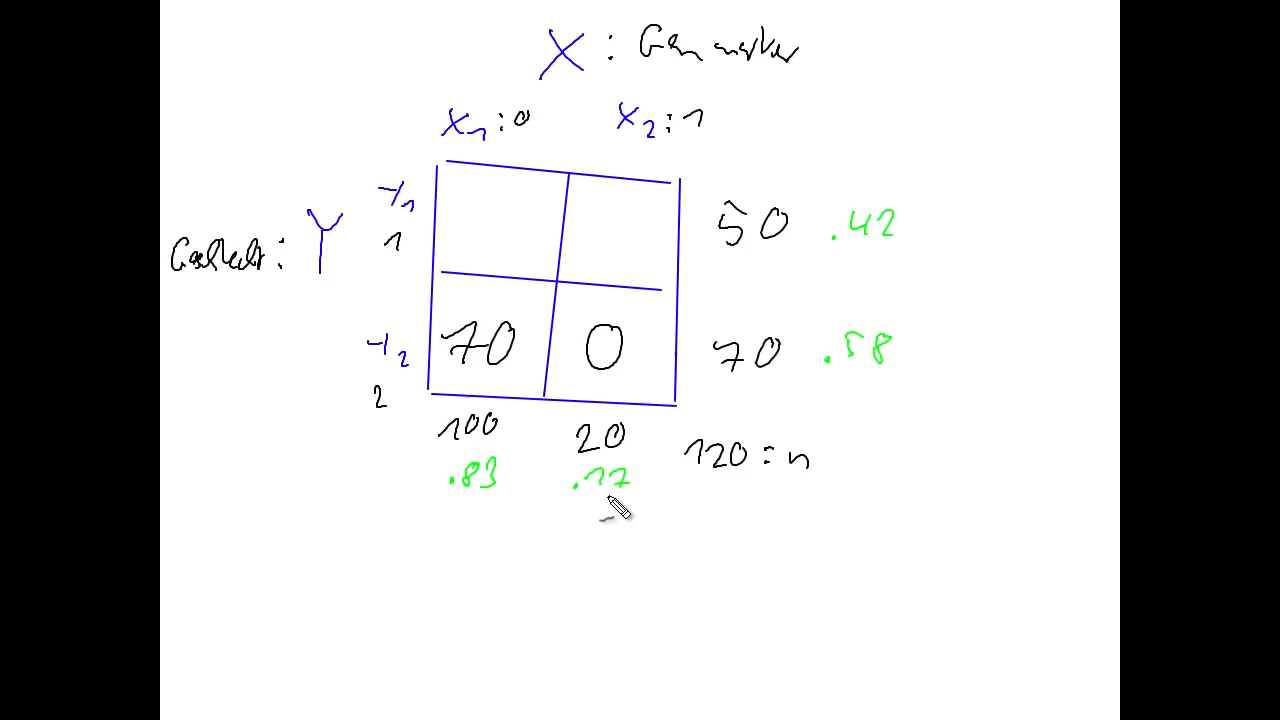 X : Genmarker
x1 : 0 x2 : 1
Y1
1
50 .42
Geschlecht : Y
Y2
70 0 70 .58
2
100 20 120 = n
.83 .17